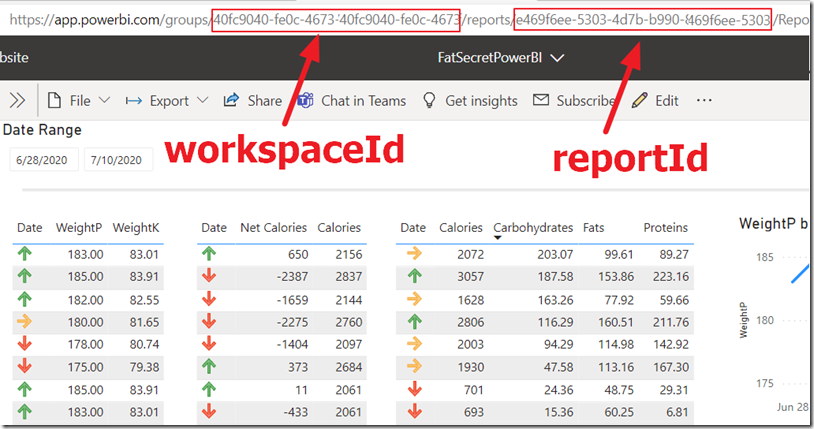 https://app.powerbi.com/groups/40fc9040-fe0c-4673-40fc9040-fe0c-4673/reports/e469f6ee-5303-4d7b-b990-8469f6ee-5303/Repo
bsite FatSecretPowerBI
File Export Share Chat in Teams Get insights Subscribe Edit ...
Date Range
workspaceId reportId
6/28/2020 7/10/2020
Date WeightP WeightK Date Net Calories Calories Date Calories Carbohydrates Fats Proteins WeightP b
183.00 83.01 650 2156 2072 203.07 99.61 89.27 185
185.00 83.91 -2387 2837 3057 187.58 153.86 223.16
182.00 82.55 -1659 2144 1628 163.26 77.92 59.66
180.00 81.65 -2275 2760 2806 116.29 160.51 211.76 180
178.00 80.74 -1404 2097 2003 94.29 114.98 142.92
175.00 79.38 373 2684 1930 47.58 113.16 167.30
185.00 83.91 11 2061 701 24.36 48.75 29.31 175
183.00 83.01 -433 2061 693 15.36 60.25 6.81 Jun 28
WeightP